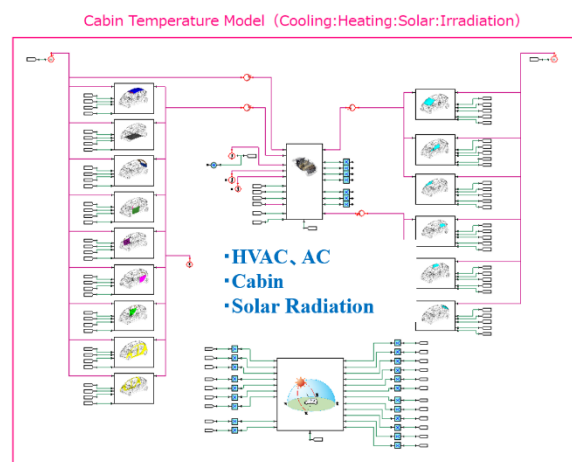 Cabin Temperature Model（Cooling:Heating:Solar:Irradiation）
・HVAC、AC
・Cabin
・Solar Radiation